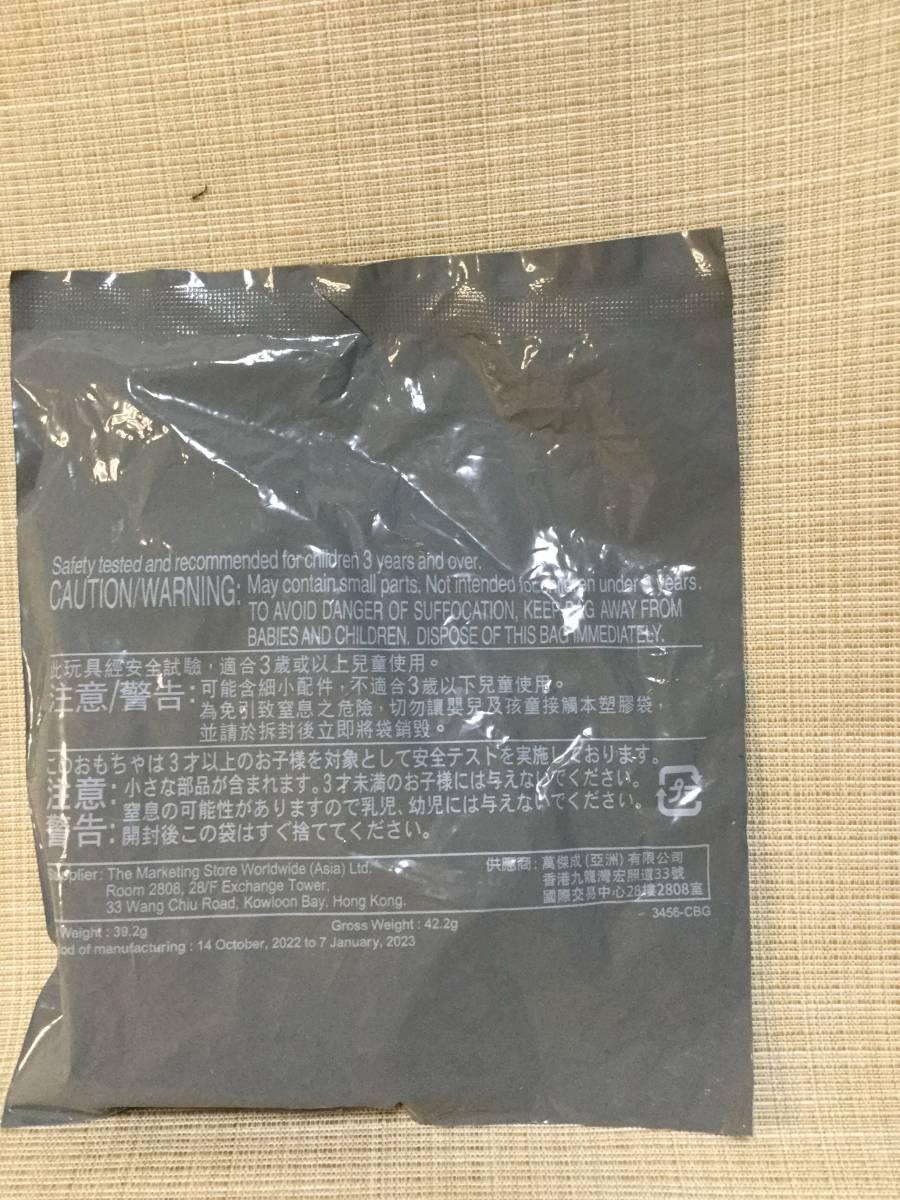 Safety tested and recommended for children 3 years and over.
CAUTION/WARNING: May contain small parts. Not intended for children under 3 years.
TO AVOID DANGER OF SUFFOCATION, KEEP BAG AWAY FROM
BABIES AND CHILDREN. DISPOSE OF THIS BAG IMMEDIATELY.
此玩具經安全試驗，適合3歲或以上兒童使用。
注意/警告: 可能含細小配件，不適合3歲以下兒童使用。
為免引致窒息之危險，切勿讓嬰兒及孩童接觸本塑膠袋，
並請於拆封後立即將袋銷毀。
このおもちゃは3才以上のお子様を対象として安全テストを実施しております。
注意: 小さな部品が含まれます。3才未満のお子様には与えないでください。
警告: 窒息の可能性がありますので乳児、幼児には与えないでください。
開封後この袋はすぐ捨ててください。
プラ
Supplier: The Marketing Store Worldwide (Asia) Ltd.
Room 2808, 28/F Exchange Tower,
33 Wang Chiu Road, Kowloon Bay, Hong Kong.
供應商: 萬傑成 (亞洲) 有限公司
香港九龍灣宏照道33號
國際交易中心28樓2808室
3456-CBG
Weight : 39.2g Gross Weight : 42.2g
od of manufacturing : 14 October, 2022 to 7 January, 2023